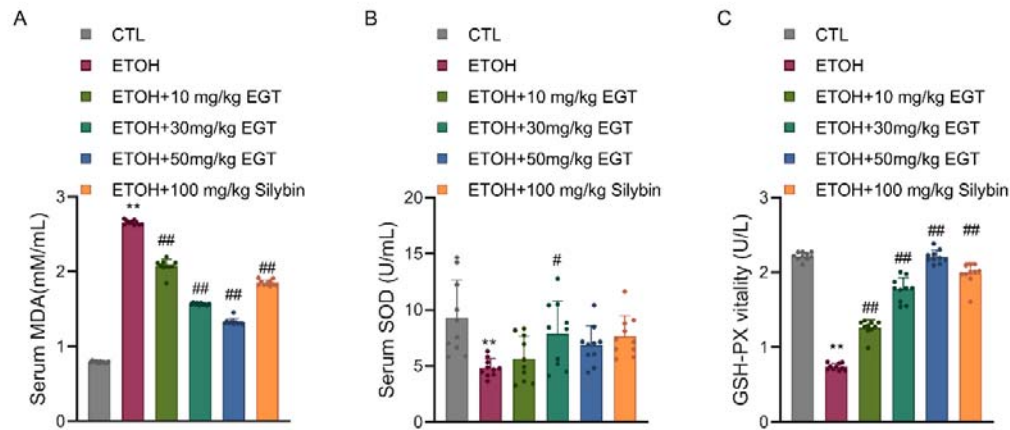 A
CTL
ETOH
ETOH+10 mg/kg EGT
ETOH+30mg/kg EGT
ETOH+50mg/kg EGT
ETOH+100 mg/kg Silybin
Serum MDA(mM/mL)
3
2
1
0
**
##
##
##
##
B
CTL
ETOH
ETOH+10 mg/kg EGT
ETOH+30mg/kg EGT
ETOH+50mg/kg EGT
ETOH+100 mg/kg Silybin
Serum SOD (U/mL)
20
15
10
5
0
**
#
C
CTL
ETOH
ETOH+10 mg/kg EGT
ETOH+30mg/kg EGT
ETOH+50mg/kg EGT
ETOH+100 mg/kg Silybin
GSH-PX vitality (U/L)
3
2
1
0
**
##
##
##
##